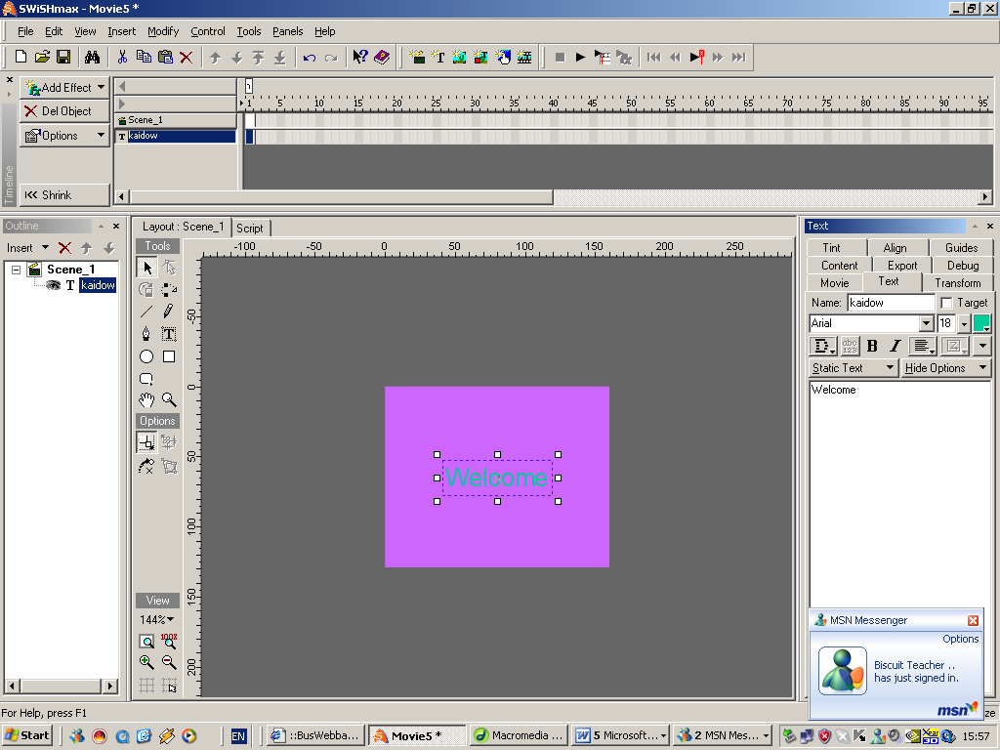 SWiSHmax - Movie5 *
File Edit View Insert Modify Control Tools Panels Help
Add Effect
Del Object
Options
Shrink
Timeline
1 5 10 15 20 25 30 35 40 45 50 55 60 65 70 75 80 85 90 95
Scene_1
T kaidow
Outline
Insert
Scene_1
T kaidow
Layout : Scene_1 Script
Tools
Options
View
144%
100%
-100 -50 0 50 100 150 200 250
-50
0
50
100
150
200
Welcome
Text
Tint Align Guides
Content Export Debug
Movie Text Transform
Name: kaidow Target
Arial 18
D abc 123 B I
Static Text Hide Options
Welcome
MSN Messenger
Options
Biscuit Teacher ..
has just signed in.
msn
For Help, press F1
ze
Start EN ::BusWebba... Movie5 * Macromedia ... 5 Microsoft... 2 MSN Mes... 15:57